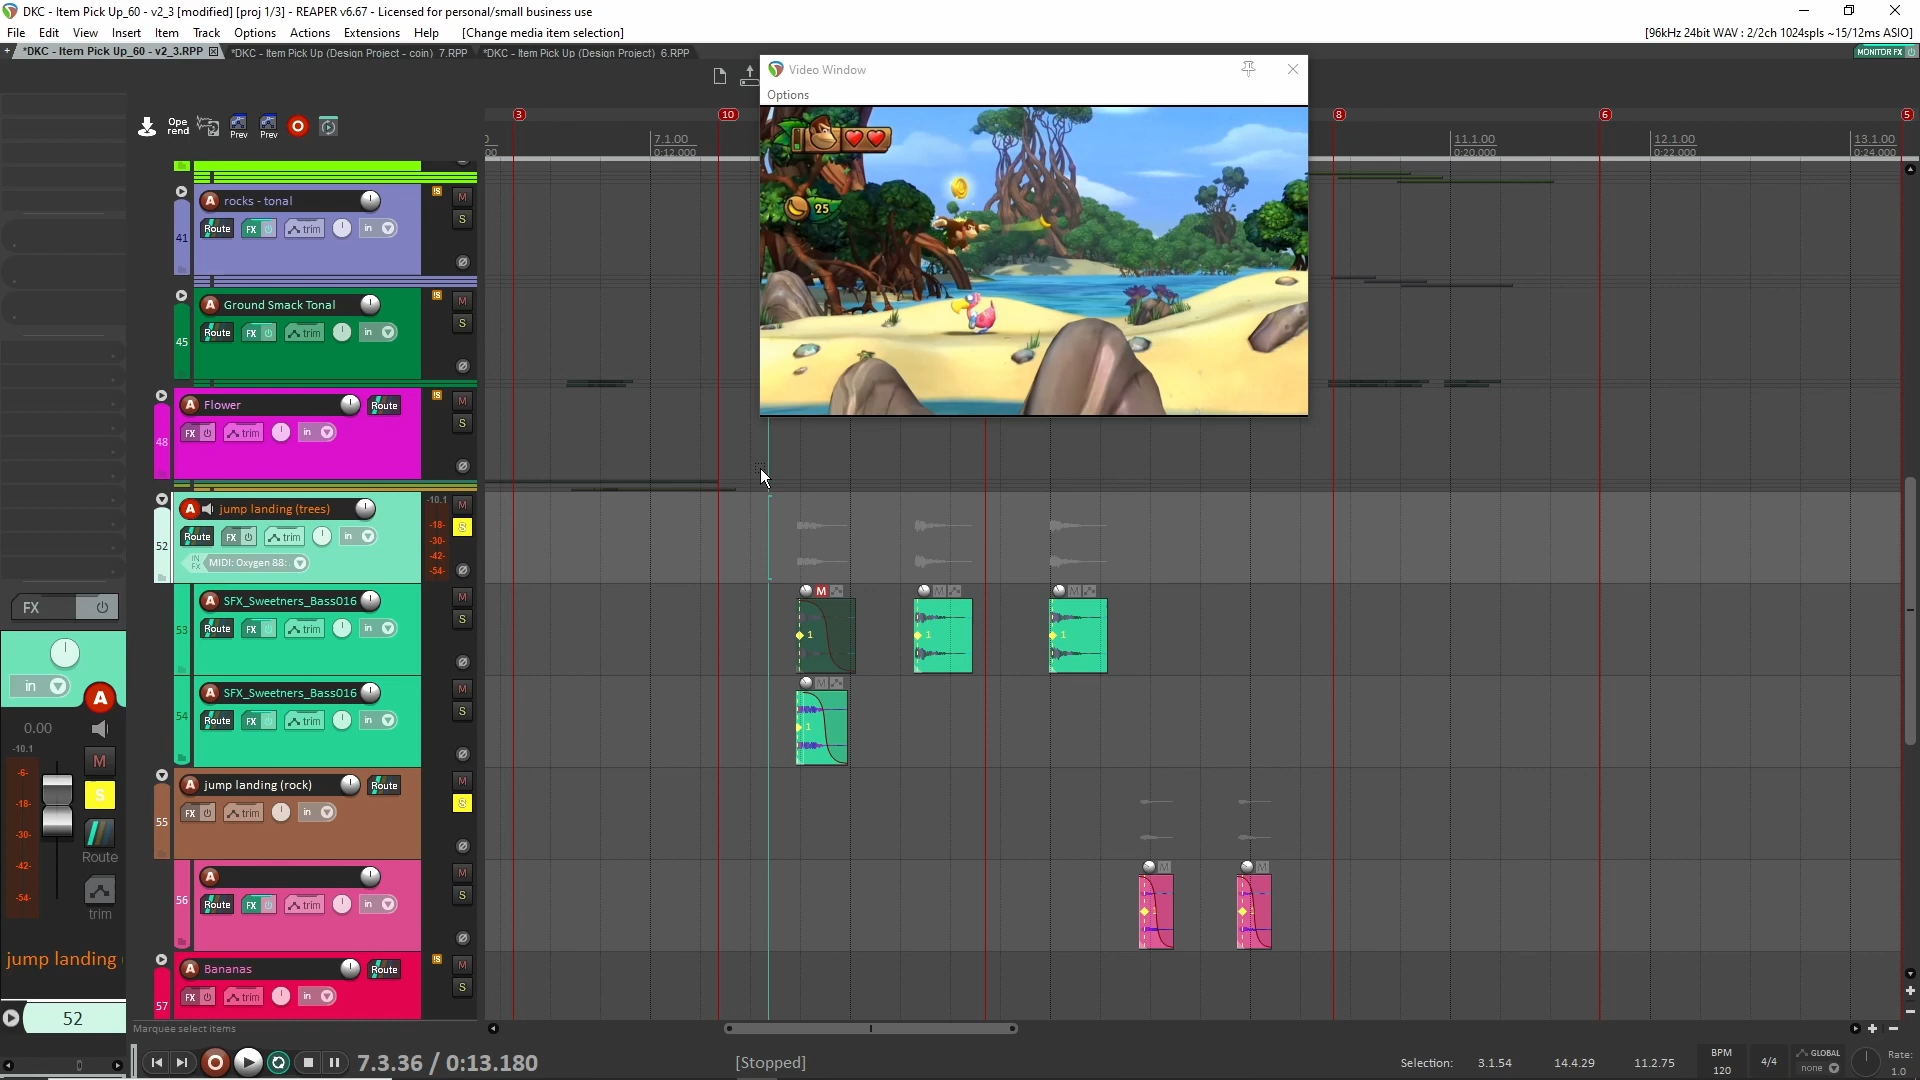 DKC - Item Pick Up_60 - v2_3 [modified] [proj 1/3] - REAPER v6.67 - Licensed for personal/small business use
File Edit View Insert Item Track Options Actions Extensions Help [Change media item selection]
[96kHz 24bit WAV : 2/2ch 1024spls ~15/12ms ASIO]
*DKC - Item Pick Up_60 - v2_3.RPP
*DKC - Item Pick Up (Design Project - coin)_7.RPP
*DKC - Item Pick Up (Design Project)_6.RPP
MONITOR FX
Video Window
Options
25
Ope rend
Prev
Prev
3
10
8
6
5
7.1.00
0:12.000
11.1.00
0:20.000
12.1.00
0:22.000
13.1.00
0:24.000
41
A rocks - tonal
Route FX trim in
M
S
45
A Ground Smack Tonal
Route FX trim in
M
S
48
A Flower Route
FX trim in
M
S
52
A jump landing (trees)
Route FX trim in
IN FX MIDI: Oxygen 88:
-10.1
-18-
-30-
-42-
-54-
M
S
53
A SFX_Sweetners_Bass016
Route FX trim in
M
S
M
1
M
1
M
1
54
A SFX_Sweetners_Bass016
Route FX trim in
M
S
M
1
55
A jump landing (rock) Route
FX trim in
M
S
56
A
Route FX trim in
M
S
M
1
M
57
A Bananas Route
FX trim in
M
S
FX
in
A
0.00
-10.1
-6-
-18-
-30-
-42-
-54-
M
S
Route
trim
jump landing
52
Marquee select items
7.3.36 / 0:13.180
[Stopped]
Selection: 3.1.54 14.4.29 11.2.75
BPM
120
4/4
GLOBAL
none
Rate:
1.0